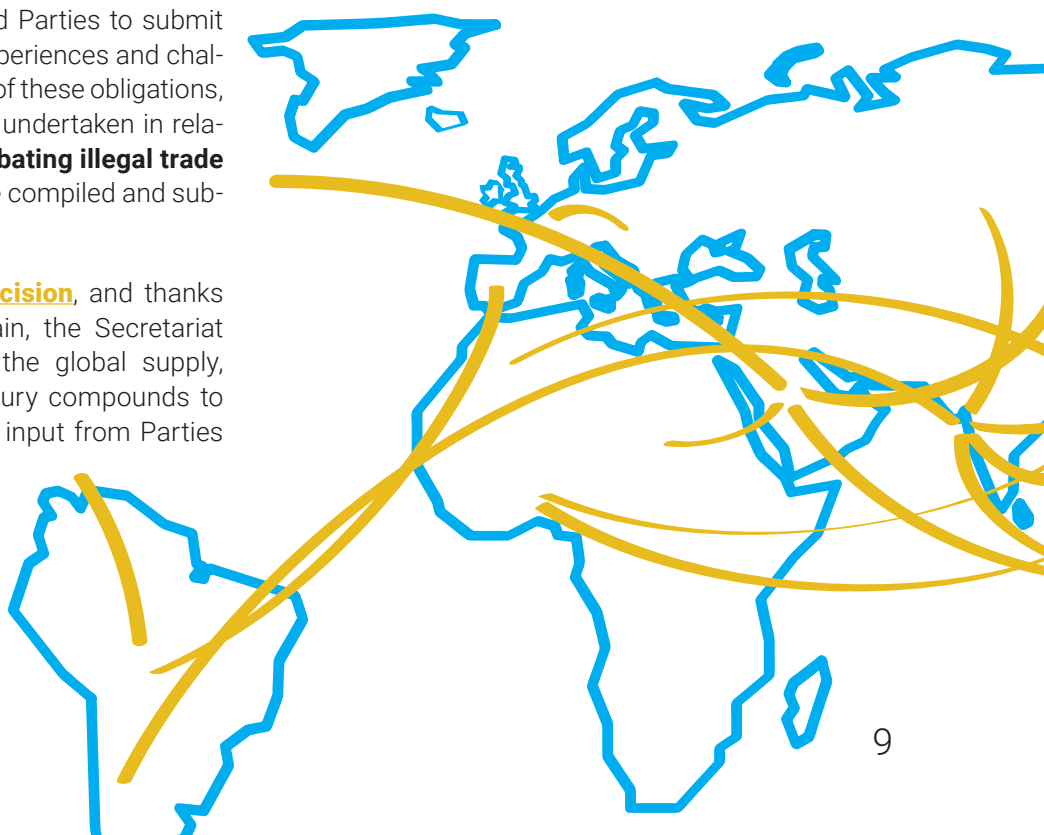 d Parties to submit
periences and chal-
of these obligations,
undertaken in rela-
bating illegal trade
compiled and sub-
cision, and thanks
ain, the Secretariat
the global supply,
ury compounds to
input from Parties
9